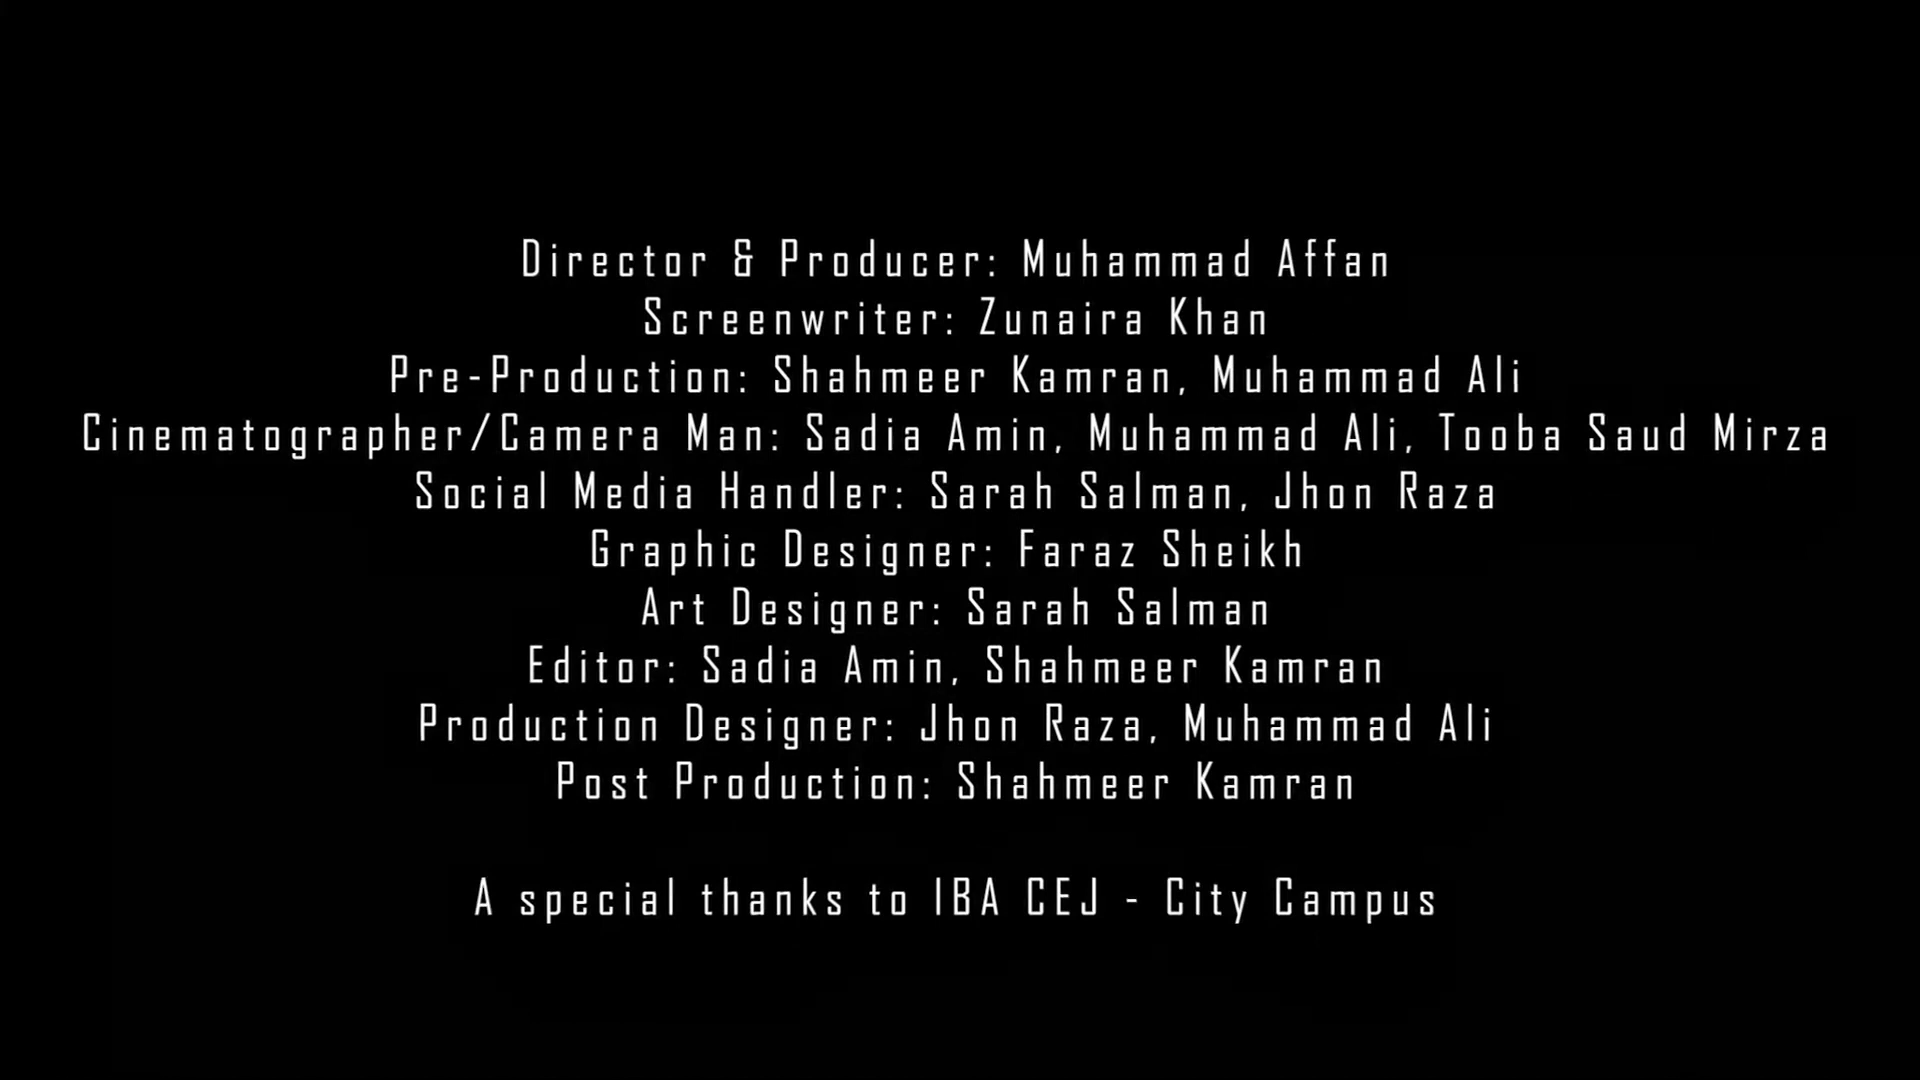 Director & Producer: Muhammad Affan
Screenwriter: Zunaira Khan
Pre-Production: Shahmeer Kamran, Muhammad Ali
Cinematographer/Camera Man: Sadia Amin, Muhammad Ali, Tooba Saud Mirza
Social Media Handler: Sarah Salman, Jhon Raza
Graphic Designer: Faraz Sheikh
Art Designer: Sarah Salman
Editor: Sadia Amin, Shahmeer Kamran
Production Designer: Jhon Raza, Muhammad Ali
Post Production: Shahmeer Kamran
A special thanks to IBA CEJ - City Campus